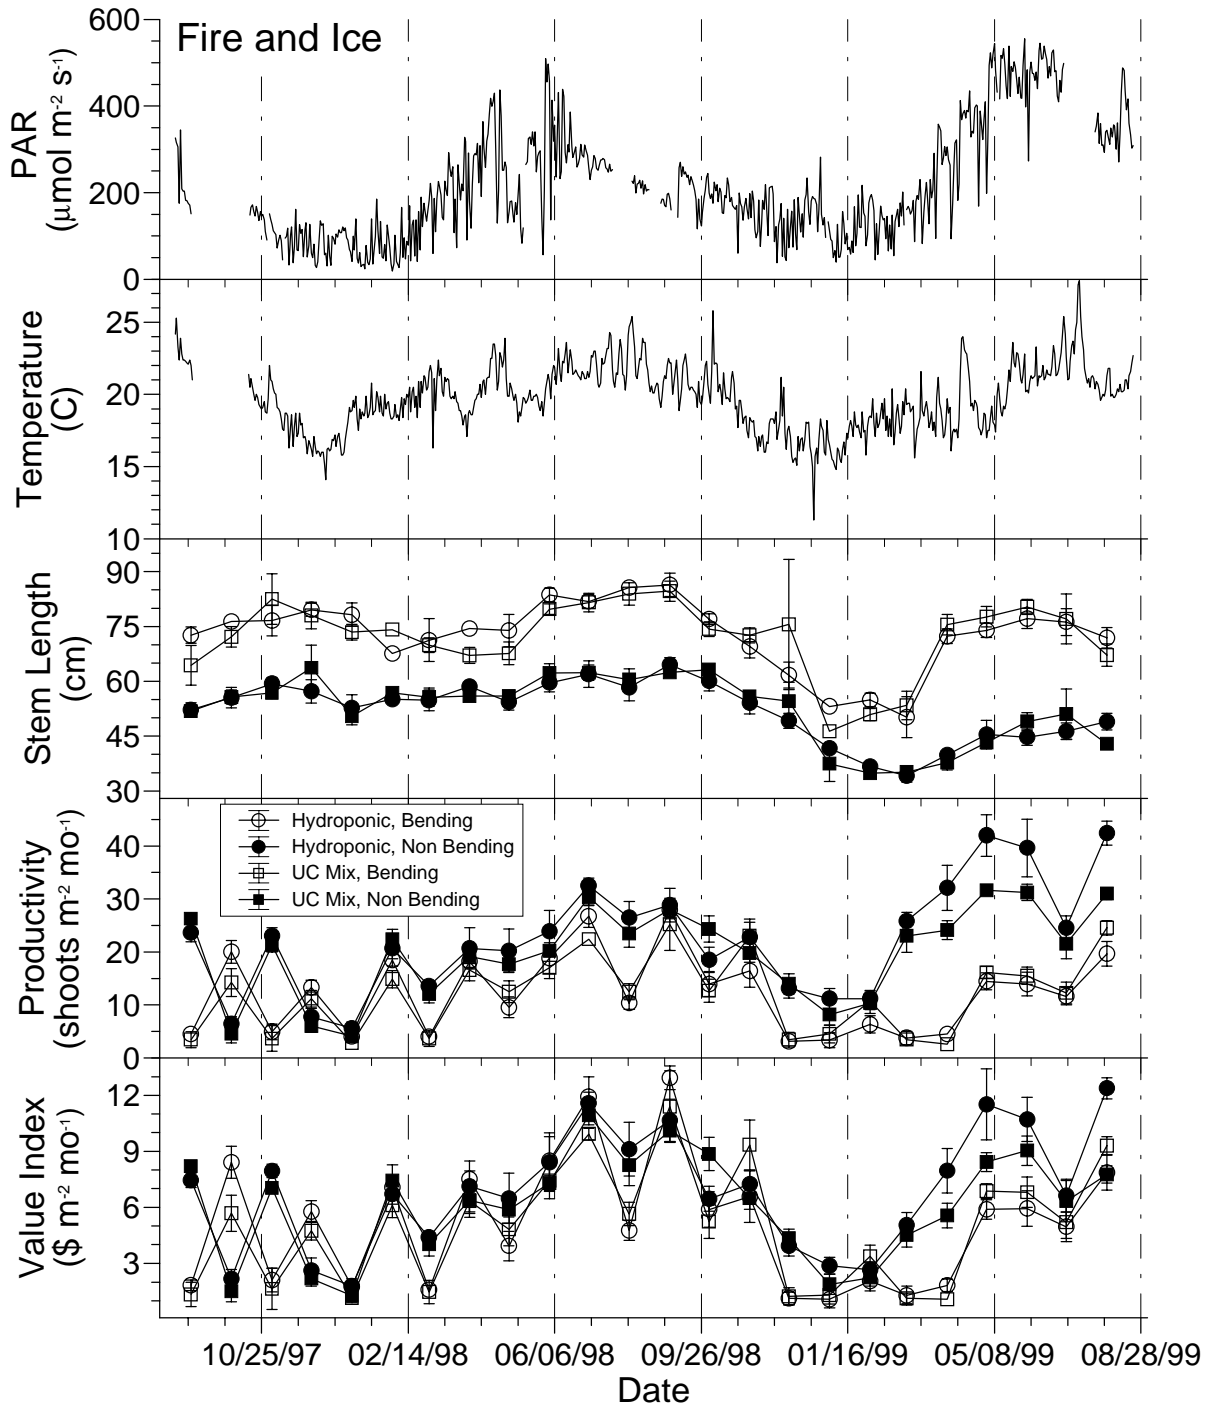 Fire and Ice
PAR
(μmol m-2 s-1)
600
400
200
0
Temperature
(C)
25
20
15
10
Stem Length
(cm)
90
75
60
45
30
Productivity
(shoots m-2 mo-1)
40
30
20
10
0
Hydroponic, Bending
Hydroponic, Non Bending
UC Mix, Bending
UC Mix, Non Bending
Value Index
($ m-2 mo-1)
12
9
6
3
10/25/97 02/14/98 06/06/98 09/26/98 01/16/99 05/08/99 08/28/99
Date